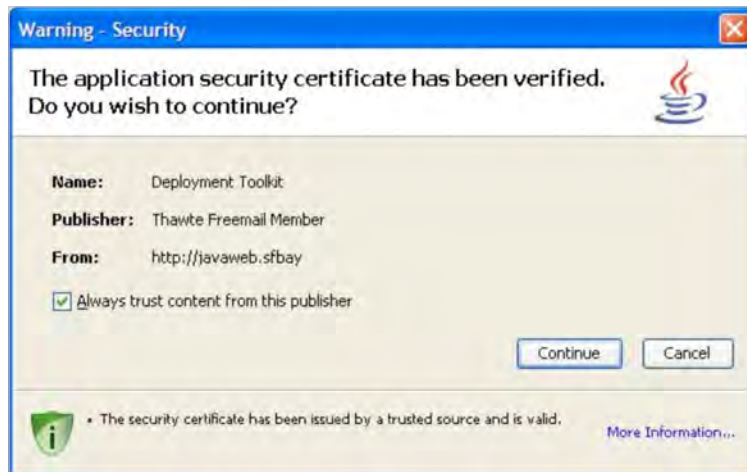 Warning - Security
The application security certificate has been verified.
Do you wish to continue?
Name: Deployment Toolkit
Publisher: Thawte Freemail Member
From: http://javaweb.sfbay
Always trust content from this publisher
Continue Cancel
• The security certificate has been issued by a trusted source and is valid.
More Information...